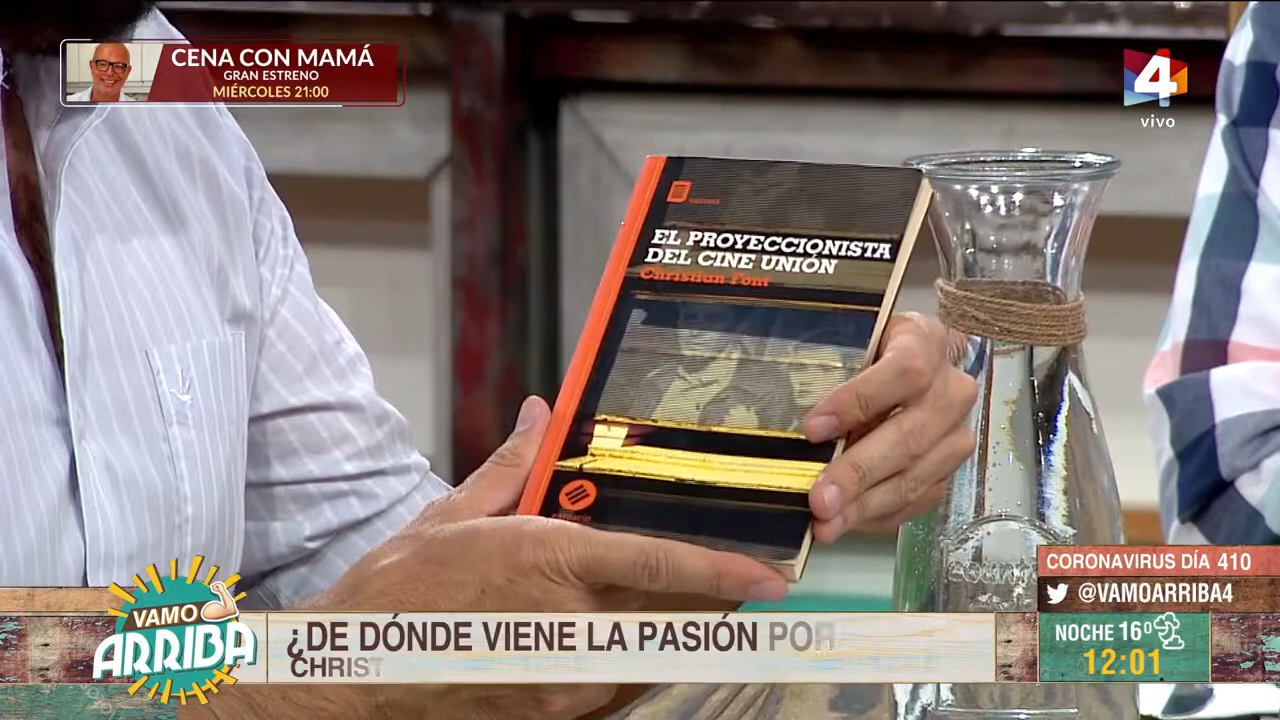 CENA CON MAMÁ
GRAN ESTRENO
MIÉRCOLES 21:00
4
vivo
EL PROYECCIONISTA
DEL CINE UNIÓN
Christian Font
CORONAVIRUS DÍA 410
@VAMOARRIBA4
VAMO
ARRIBA
¿DE DÓNDE VIENE LA PASIÓN POR
CHRIST
NOCHE 16º
12:01